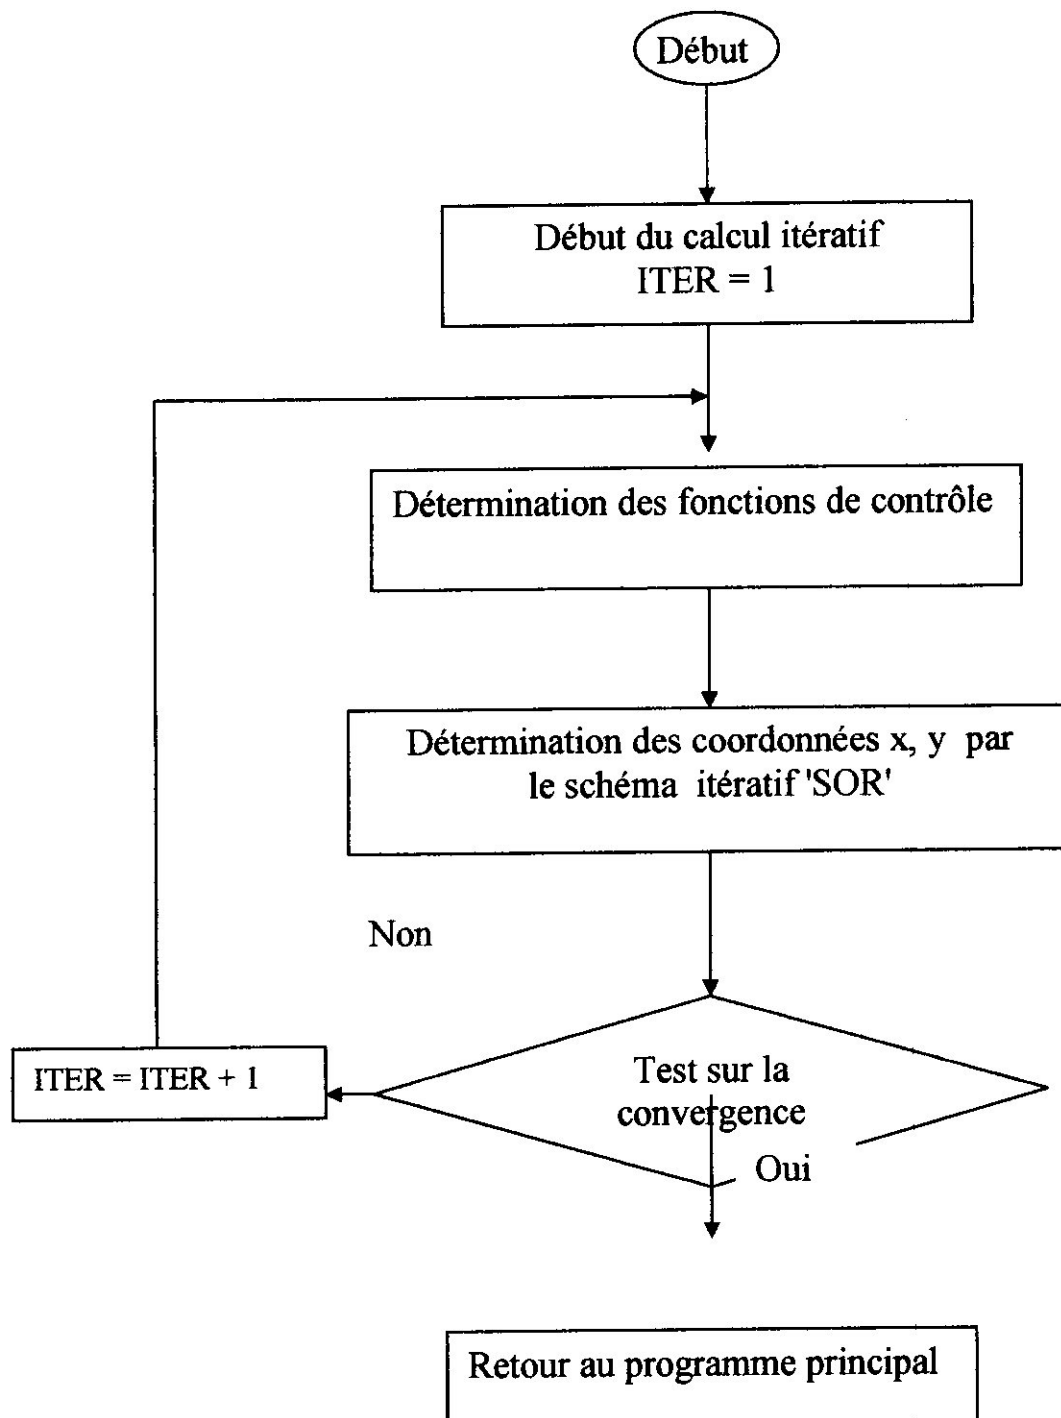 Début
Début du calcul itératif
ITER = 1
Détermination des fonctions de contrôle
Détermination des coordonnées x, y par
le schéma itératif 'SOR'
Non
Test sur la
convergence
ITER = ITER + 1
Oui
Retour au programme principal